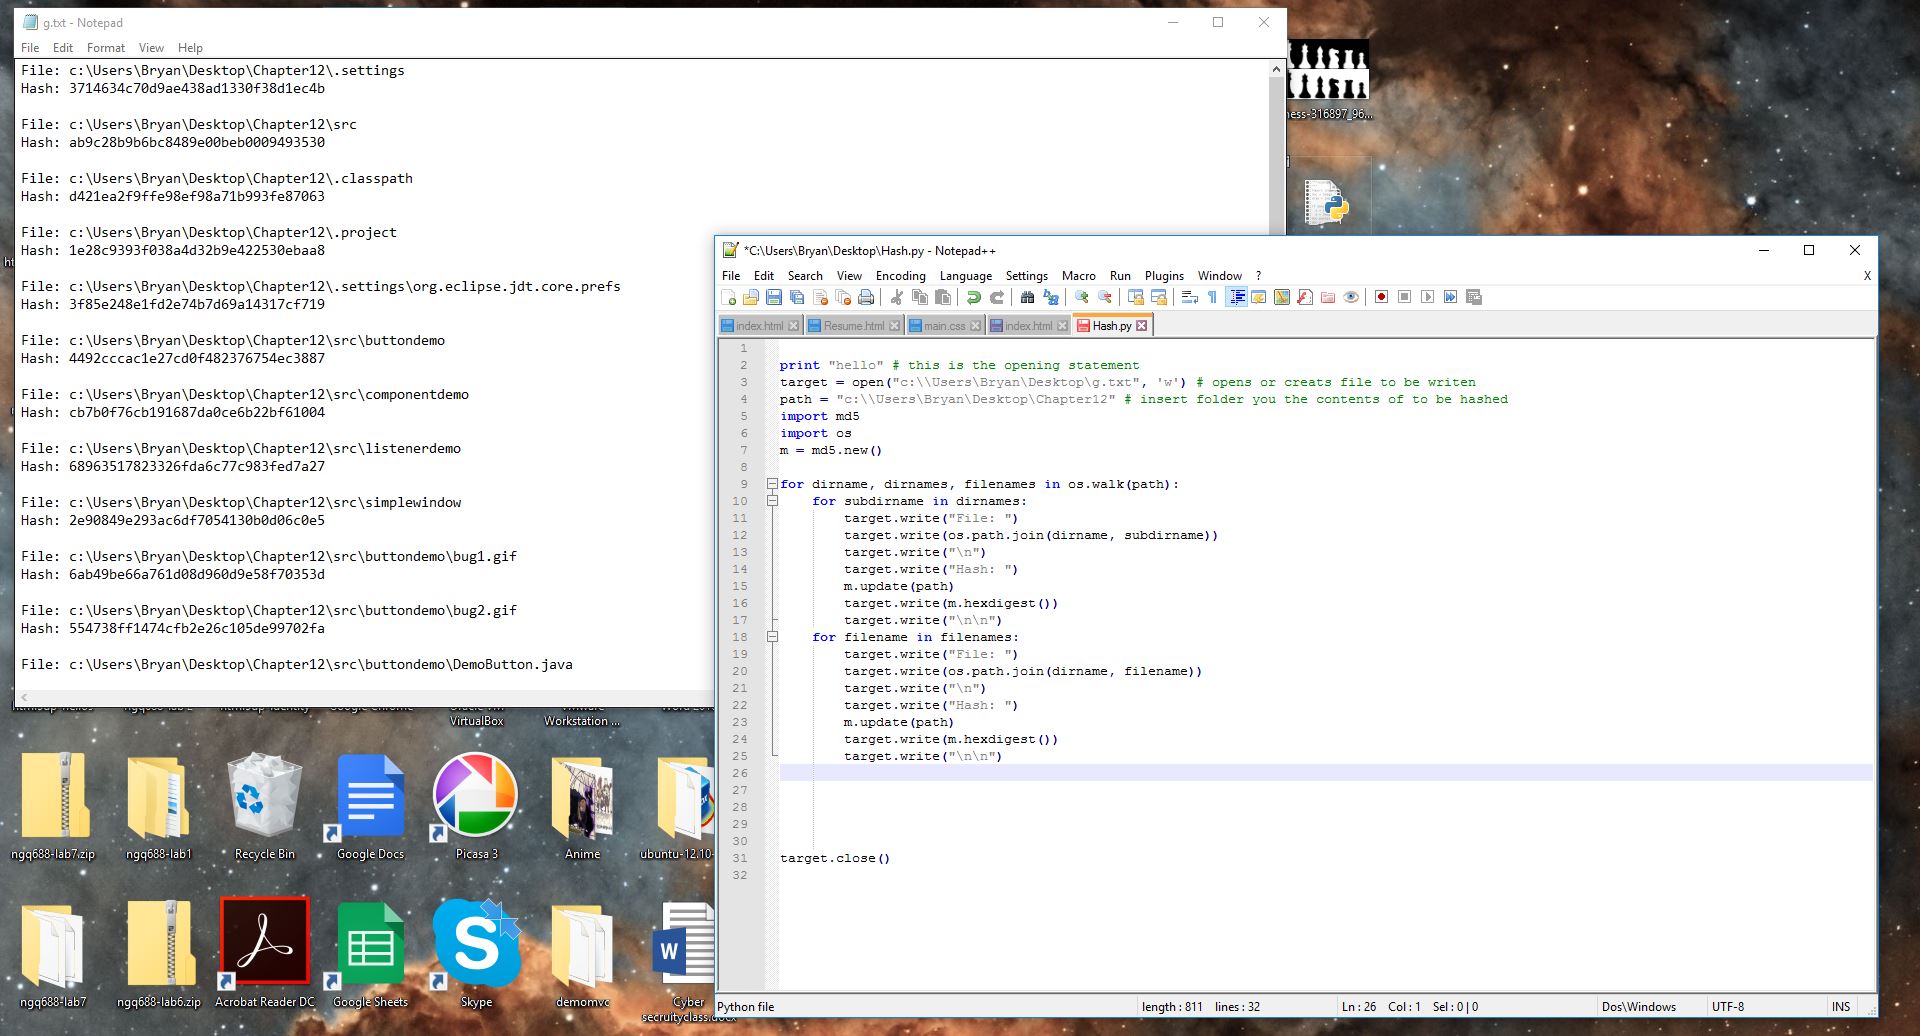 g.txt - Notepad
File Edit Format View Help
File: c:\Users\Bryan\Desktop\Chapter12\.settings
Hash: 3714634c70d9ae438ad1330f38d1ec4b
File: c:\Users\Bryan\Desktop\Chapter12\src
Hash: ab9c28b9b6bc8489e00beb0009493530
File: c:\Users\Bryan\Desktop\Chapter12\.classpath
Hash: d421ea2f9ffe98ef98a71b993fe87063
File: c:\Users\Bryan\Desktop\Chapter12\.project
Hash: 1e28c9393f038a4d32b9e422530ebaa8
File: c:\Users\Bryan\Desktop\Chapter12\.settings\org.eclipse.jdt.core.prefs
Hash: 3f85e248e1fd2e74b7d69a14317cf719
File: c:\Users\Bryan\Desktop\Chapter12\src\buttondemo
Hash: 4492cccac1e27cd0f482376754ec3887
File: c:\Users\Bryan\Desktop\Chapter12\src\componentdemo
Hash: cb7b0f76cb191687da0ce6b22bf61004
File: c:\Users\Bryan\Desktop\Chapter12\src\listenerdemo
Hash: 68963517823326fda6c77c983fed7a27
File: c:\Users\Bryan\Desktop\Chapter12\src\simplewindow
Hash: 2e90849e293ac6df7054130b0d06c0e5
File: c:\Users\Bryan\Desktop\Chapter12\src\buttondemo\bug1.gif
Hash: 6ab49be66a761d08d960d9e58f70353d
File: c:\Users\Bryan\Desktop\Chapter12\src\buttondemo\bug2.gif
Hash: 554738ff1474cfb2e26c105de99702fa
File: c:\Users\Bryan\Desktop\Chapter12\src\buttondemo\DemoButton.java
ess-316897_96...
*C:\Users\Bryan\Desktop\Hash.py - Notepad++
File Edit Search View Encoding Language Settings Macro Run Plugins Window ? X
index.html Resume.html main.css index.html Hash.py
1
2 print "hello" # this is the opening statement
3 target = open("c:\\Users\Bryan\Desktop\g.txt", 'w') # opens or creats file to be writen
4 path = "c:\\Users\Bryan\Desktop\Chapter12" # insert folder you the contents of to be hashed
5 import md5
6 import os
7 m = md5.new()
8
9 for dirname, dirnames, filenames in os.walk(path):
10 for subdirname in dirnames:
11 target.write("File: ")
12 target.write(os.path.join(dirname, subdirname))
13 target.write("\n")
14 target.write("Hash: ")
15 m.update(path)
16 target.write(m.hexdigest())
17 target.write("\n\n")
18 for filename in filenames:
19 target.write("File: ")
20 target.write(os.path.join(dirname, filename))
21 target.write("\n")
22 target.write("Hash: ")
23 m.update(path)
24 target.write(m.hexdigest())
25 target.write("\n\n")
26
27
28
29
30
31 target.close()
32
Python file length : 811 lines : 32 Ln : 26 Col : 1 Sel : 0 | 0 Dos\Windows UTF-8 INS
VirtualBox
Workstation ...
ngq688-lab7.zip
ngq688-lab1
Recycle Bin
Google Docs
Picasa 3
Anime
ubuntu-12.10-
ngq688-lab7
ngq688-lab6.zip
Acrobat Reader DC
Google Sheets
Skype
demomvc
Cyber
secruityclass.docx